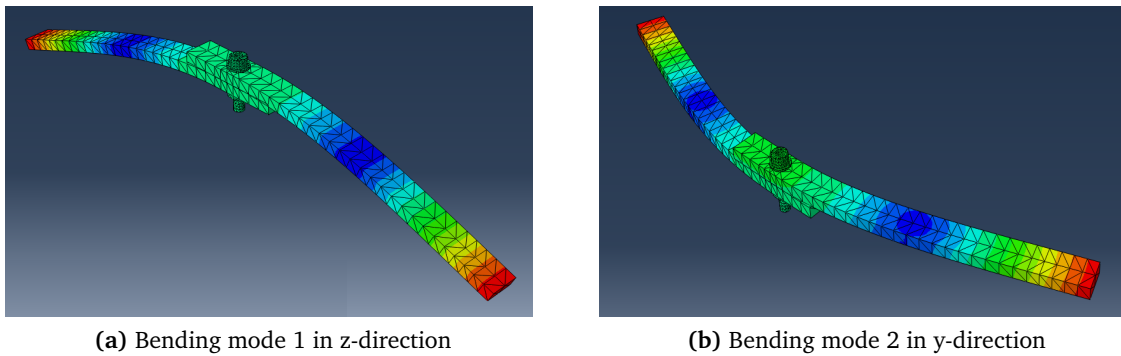 (a) Bending mode 1 in z-direction
(b) Bending mode 2 in y-direction